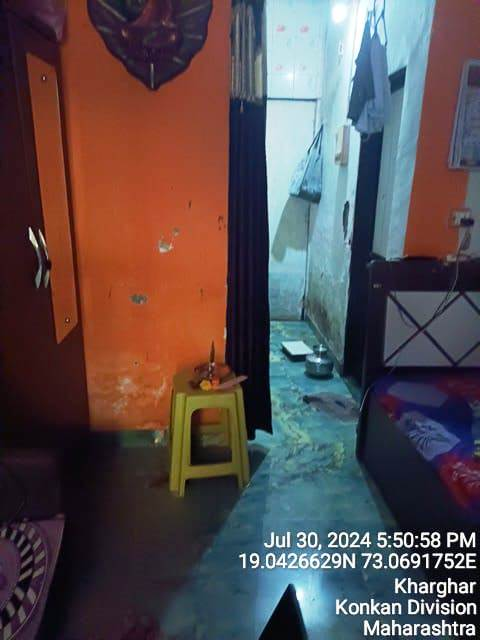 Jul 30, 2024 5:50:58 PM
19.0426629N 73.0691752E
Kharghar
Konkan Division
Maharashtra